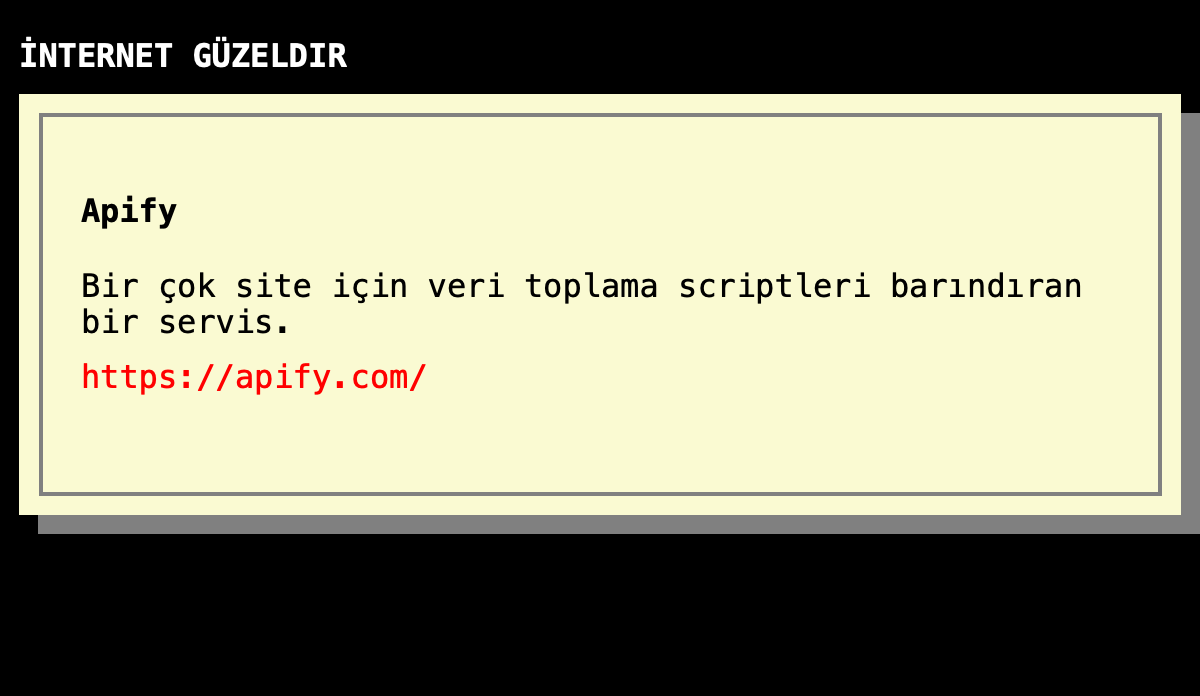 İNTERNET GÜZELDIR
Apify
Bir çok site için veri toplama scriptleri barındıran
bir servis.
https://apify.com/